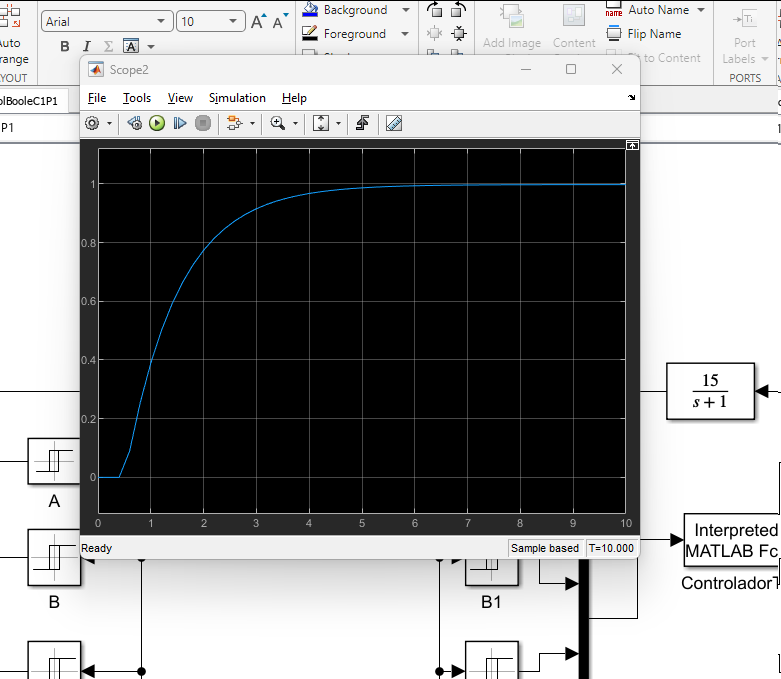 Arial 10 A A
Background
Foreground
Auto Name
Flip Name
Add Image
Content
Fit to Content
Port
Labels
PORTS
Auto
range
YOUT
B I Σ A
olBooleC1P1
P1
Scope2
File Tools View Simulation Help
1
0.8
0.6
0.4
0.2
0
0 1 2 3 4 5 6 7 8 9 10
Ready Sample based T=10.000
15
s + 1
A
B
B1
Interpreted
MATLAB Fc
ControladorT